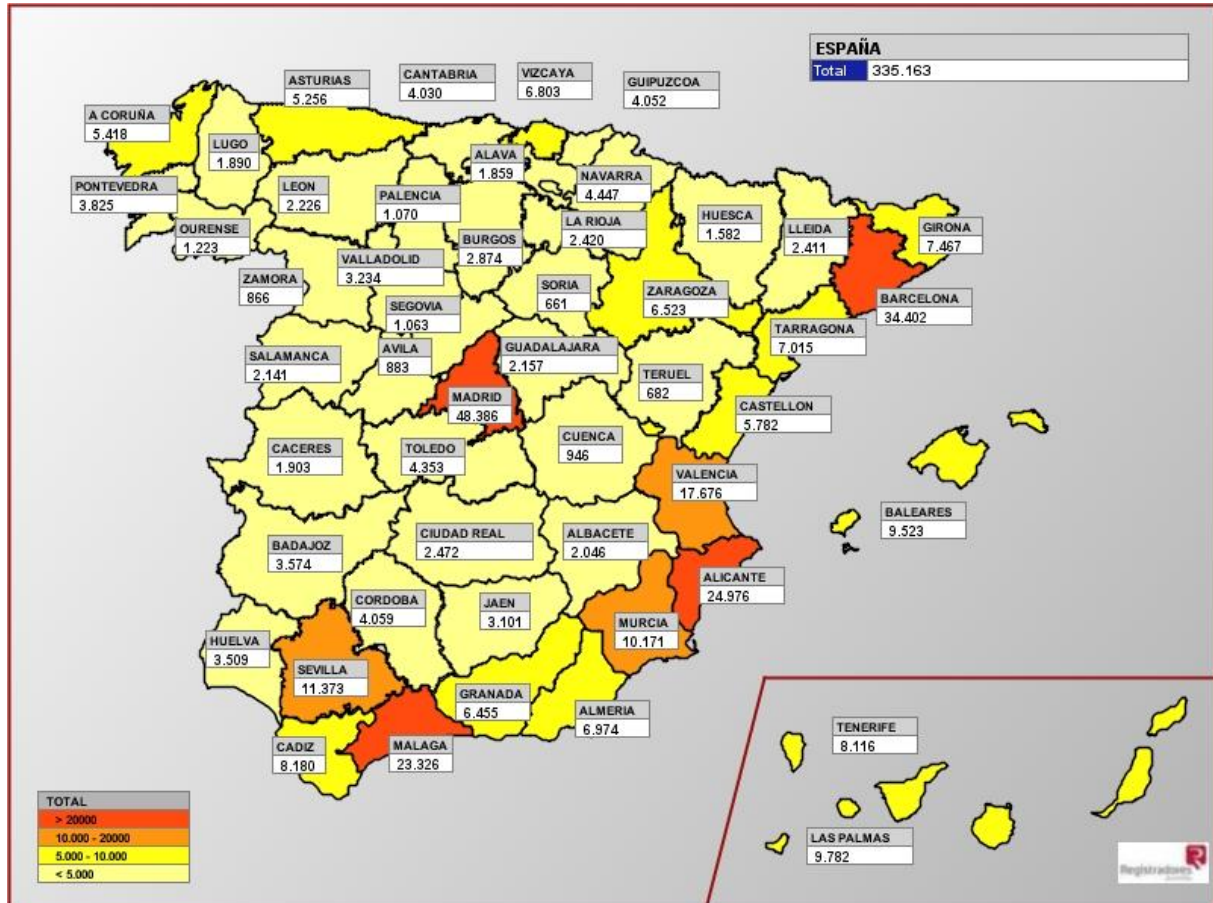 ESPAÑA
Total 335.163
ASTURIAS
5.256
CANTABRIA
4.030
VIZCAYA
6.803
GUIPUZCOA
4.052
A CORUÑA
5.418
LUGO
1.890
ALAVA
1.859
NAVARRA
4.447
PONTEVEDRA
3.825
LEON
2.226
PALENCIA
1.070
LA RIOJA
2.420
HUESCA
1.582
LLEIDA
2.411
GIRONA
7.467
OURENSE
1.223
BURGOS
2.874
VALLADOLID
3.234
ZAMORA
866
SORIA
661
ZARAGOZA
6.523
BARCELONA
34.402
SEGOVIA
1.063
TARRAGONA
7.015
SALAMANCA
2.141
AVILA
883
GUADALAJARA
2.157
TERUEL
682
MADRID
48.386
CASTELLON
5.782
CACERES
1.903
TOLEDO
4.353
CUENCA
946
VALENCIA
17.676
BALEARES
9.523
BADAJOZ
3.574
CIUDAD REAL
2.472
ALBACETE
2.046
ALICANTE
24.976
CORDOBA
4.059
JAEN
3.101
MURCIA
10.171
HUELVA
3.509
SEVILLA
11.373
GRANADA
6.455
ALMERIA
6.974
CADIZ
8.180
MALAGA
23.326
TENERIFE
8.116
LAS PALMAS
9.782
TOTAL
> 20000
10.000 - 20000
5.000 - 10.000
< 5.000
Registradores